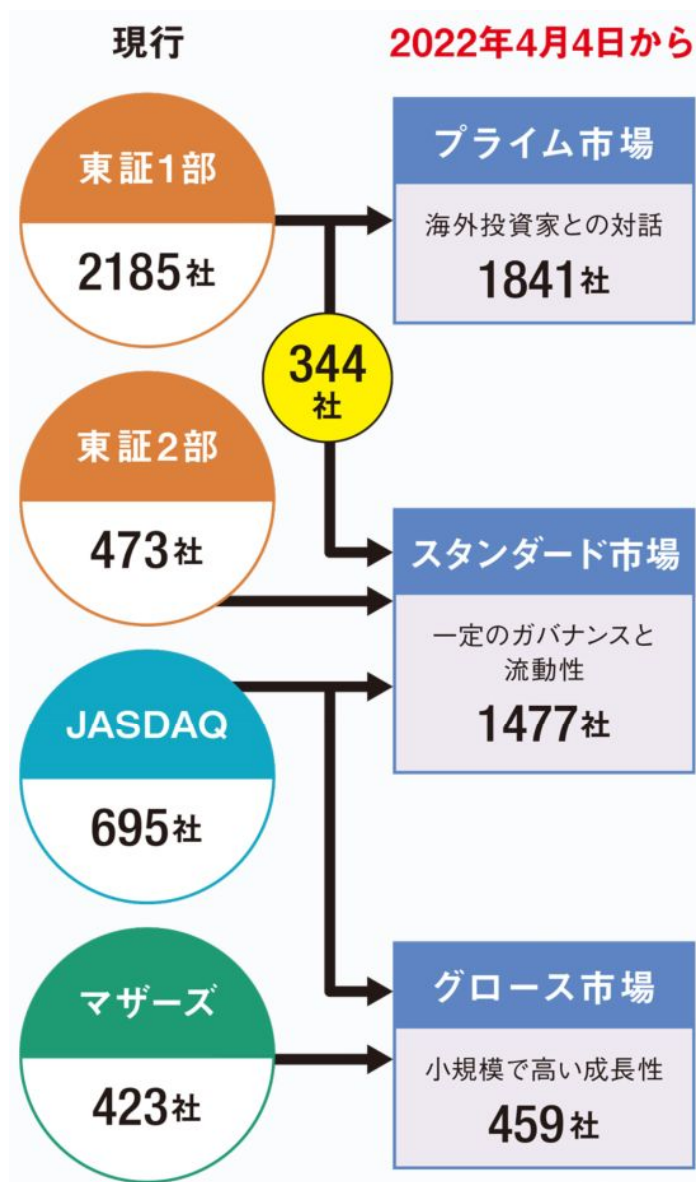 現行
2022年4月4日から
東証1部
2185社
プライム市場
海外投資家との対話
1841社
344
社
東証2部
473社
スタンダード市場
一定のガバナンスと
流動性
1477社
JASDAQ
695社
マザーズ
423社
グロース市場
小規模で高い成長性
459社